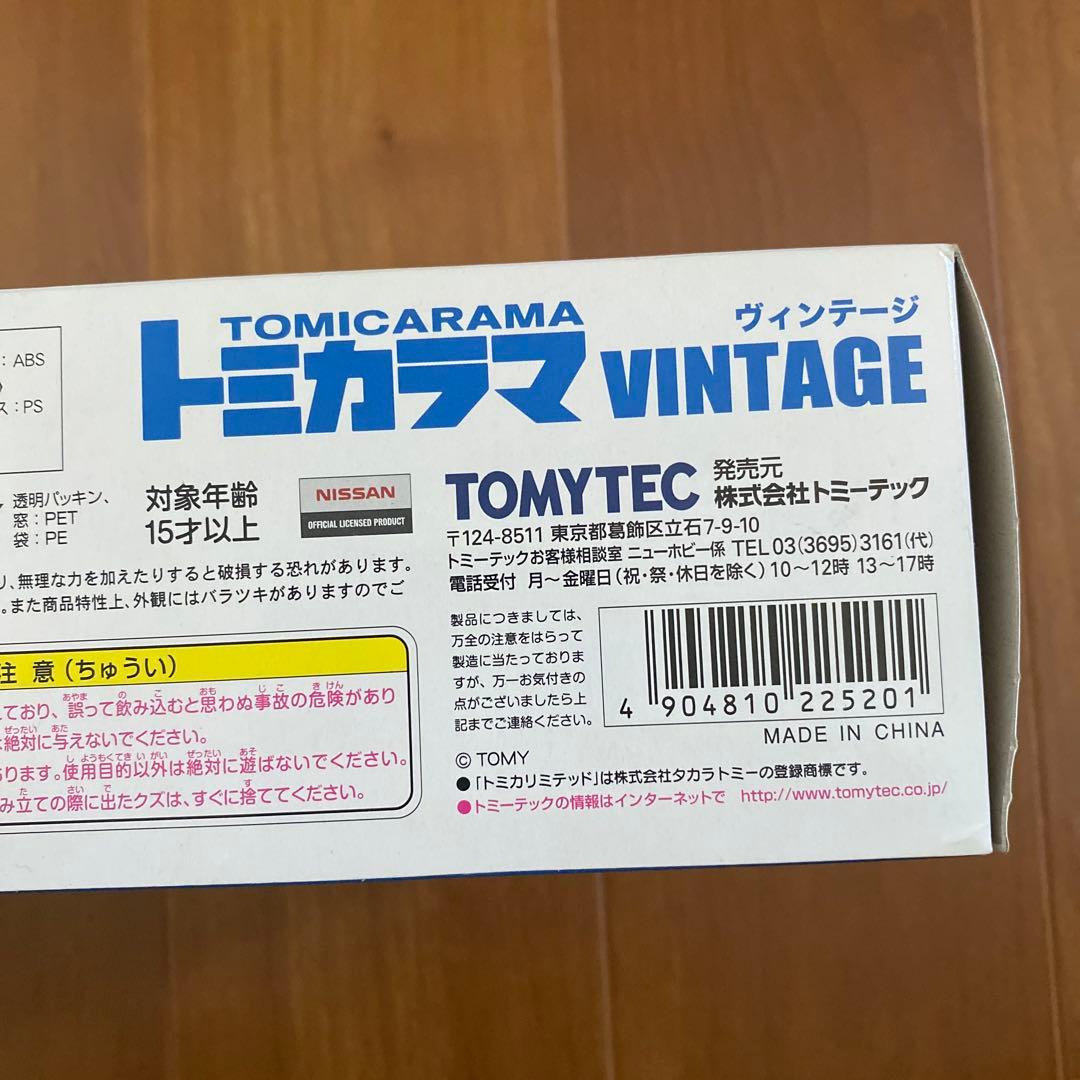 TOMICARAMA
トミカラマ
ヴィンテージ
VINTAGE
: ABS
ス:PS
透明パッキン、
窓:PET
袋:PE
対象年齢
15才以上
NISSAN
OFFICIAL LICENSED PRODUCT
TOMYTEC
発売元
株式会社トミーテック
〒124-8511 東京都葛飾区立石7-9-10
トミーテックお客様相談室 ニューホビー係 TEL 03(3695)3161(代)
電話受付 月〜金曜日(祝・祭・休日を除く)10〜12時 13〜17時
り、無理な力を加えたりすると破損する恐れがあります。
。また商品特性上、外観にはバラツキがありますのでご
注 意(ちゅうい)
ており、誤って飲み込むと思わぬ事故の危険があり
絶対に与えないでください。
ります。使用目的以外は絶対に遊ばないでください。
み立ての際に出たクズは、すぐに捨ててください。
製品につきましては、
万全の注意をはらって
製造に当たっておりま
すが、万一お気付きの
点がございましたら上
記までご連絡ください。
4 904810 225201
MADE IN CHINA
© TOMY
●「トミカリミテッド」は株式会社タカラトミーの登録商標です。
●トミーテックの情報はインターネットで http://www.tomytec.co.jp/